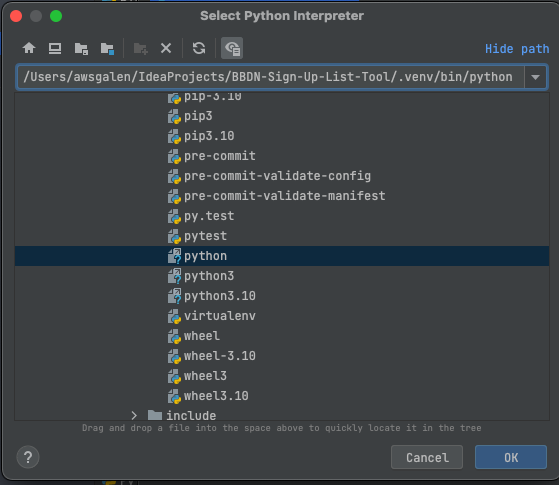 Select Python Interpreter
Hide path
/Users/awsgalen/IdeaProjects/BBDN-Sign-Up-List-Tool/.venv/bin/python
pip-3.10
pip3
pip3.10
pre-commit
pre-commit-validate-config
pre-commit-validate-manifest
py.test
pytest
python
python3
python3.10
virtualenv
wheel
wheel-3.10
wheel3
wheel3.10
include
Drag and drop a file into the space above to quickly locate it in the tree
?
Cancel
OK